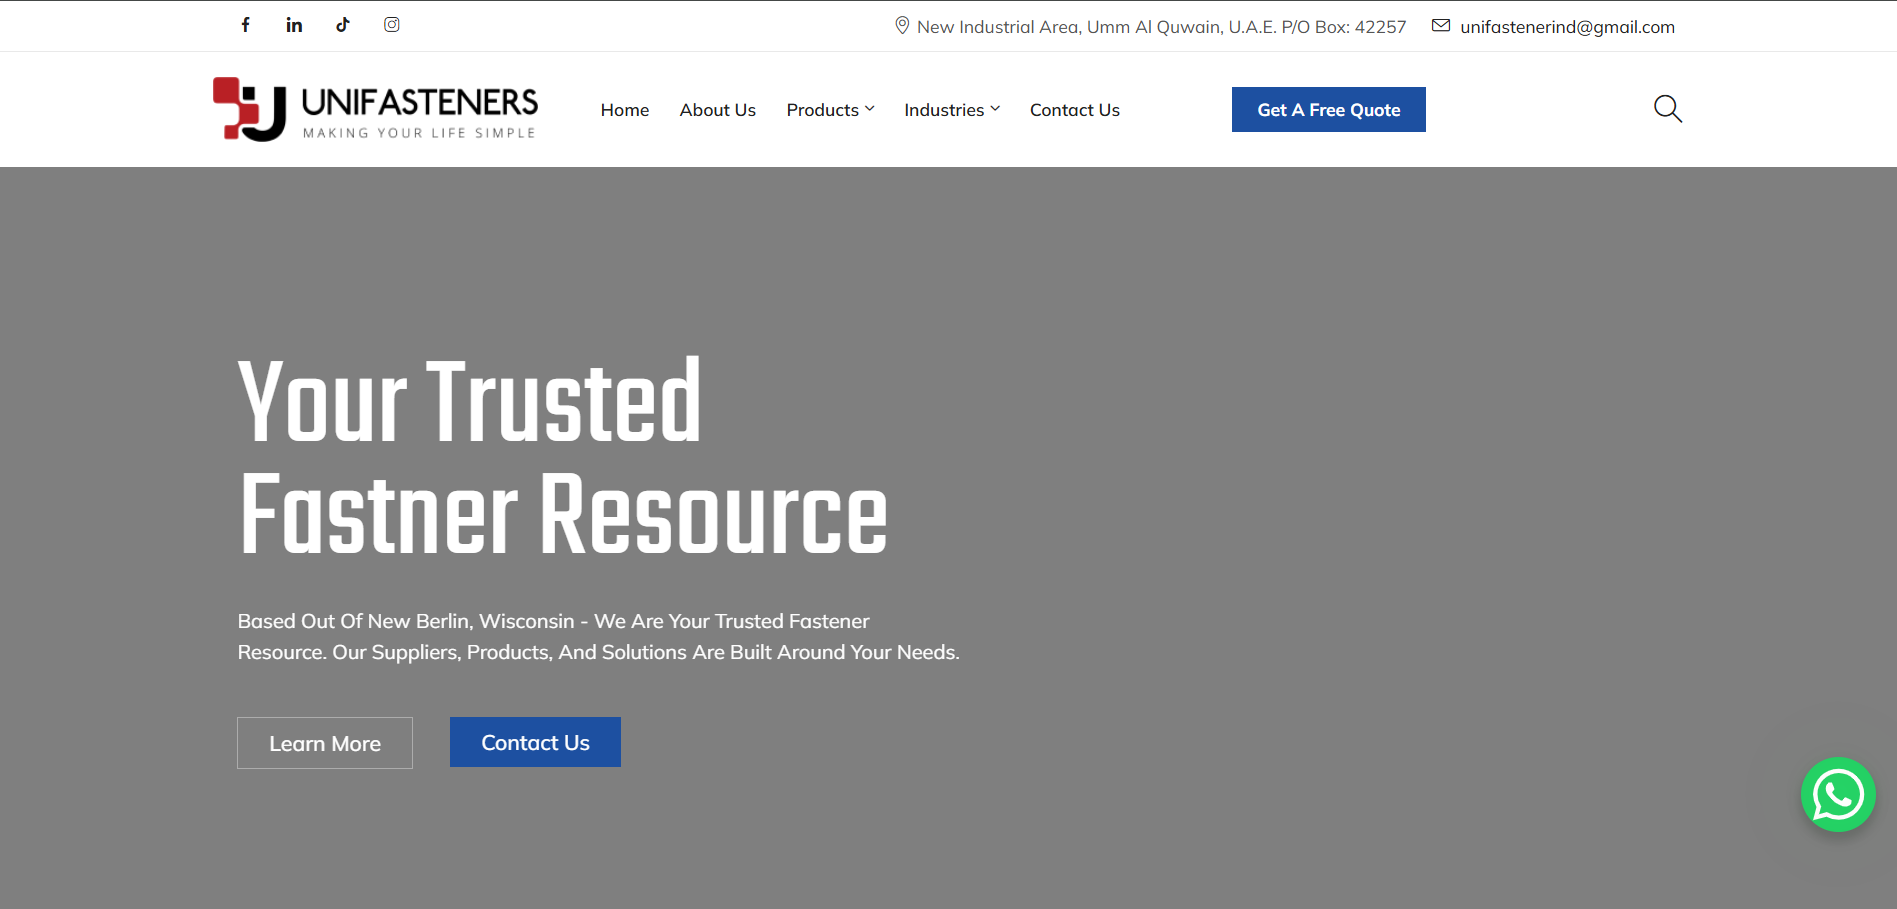 New Industrial Area, Umm Al Quwain, U.A.E. P/O Box: 42257
unifastenerind@gmail.com
UNIFASTENERS
MAKING YOUR LIFE SIMPLE
Home
About Us
Products
Industries
Contact Us
Get A Free Quote
Your Trusted
Fastner Resource
Based Out Of New Berlin, Wisconsin - We Are Your Trusted Fastener
Resource. Our Suppliers, Products, And Solutions Are Built Around Your Needs.
Learn More
Contact Us